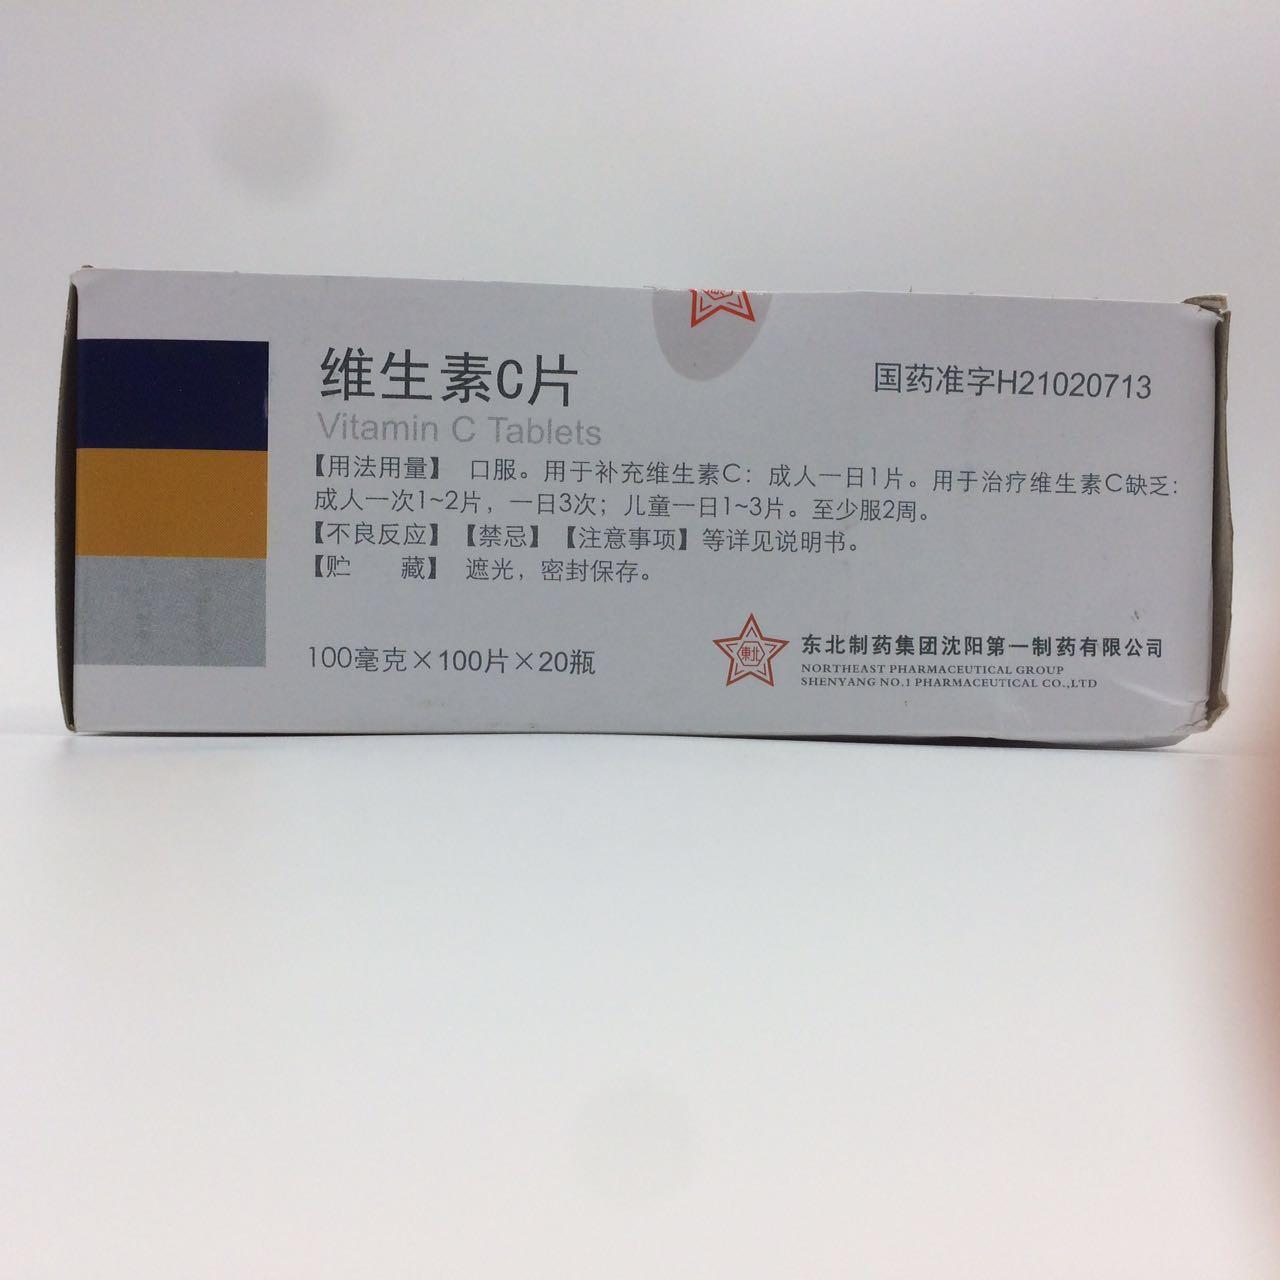 维生素C片
国药准字H21020713
Vitamin C Tablets
【用法用量】 口服。用于补充维生素C：成人一日1片。用于治疗维生素C缺乏：
成人一次1~2片，一日3次；儿童一日1~3片。至少服2周。
【不良反应】【禁忌】【注意事项】等详见说明书。
【贮 藏】 遮光，密封保存。
100毫克×100片×20瓶
東北
东北制药集团沈阳第一制药有限公司
NORTHEAST PHARMACEUTICAL GROUP
SHENYANG NO.1 PHARMACEUTICAL CO.,LTD